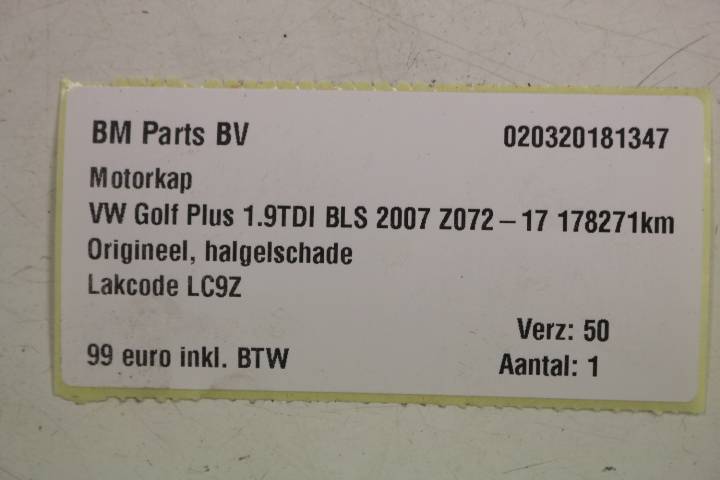 BM Parts BV 020320181347
Motorkap
VW Golf Plus 1.9TDI BLS 2007 Z072 – 17 178271km
Origineel, halgelschade
Lakcode LC9Z
Verz: 50
99 euro inkl. BTW Aantal: 1